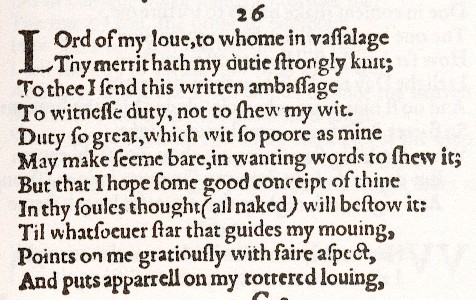 26
LOrd of my loue,to whome in vaſſalage
Thy merrit hath my dutie ſtrongly knit;
To thee I ſend this written ambaſſage
To witneſſe duty, not to ſhew my wit.
Duty ſo great,which wit ſo poore as mine
May make ſeeme bare,in wanting words to ſhew it;
But that I hope ſome good conceipt of thine
In thy ſoules thought(all naked) will beſtow it:
Til whatſoeuer ſtar that guides my mouing,
Points on me gratiouſly with faire aſpect,
And puts apparrell on my tottered louing,